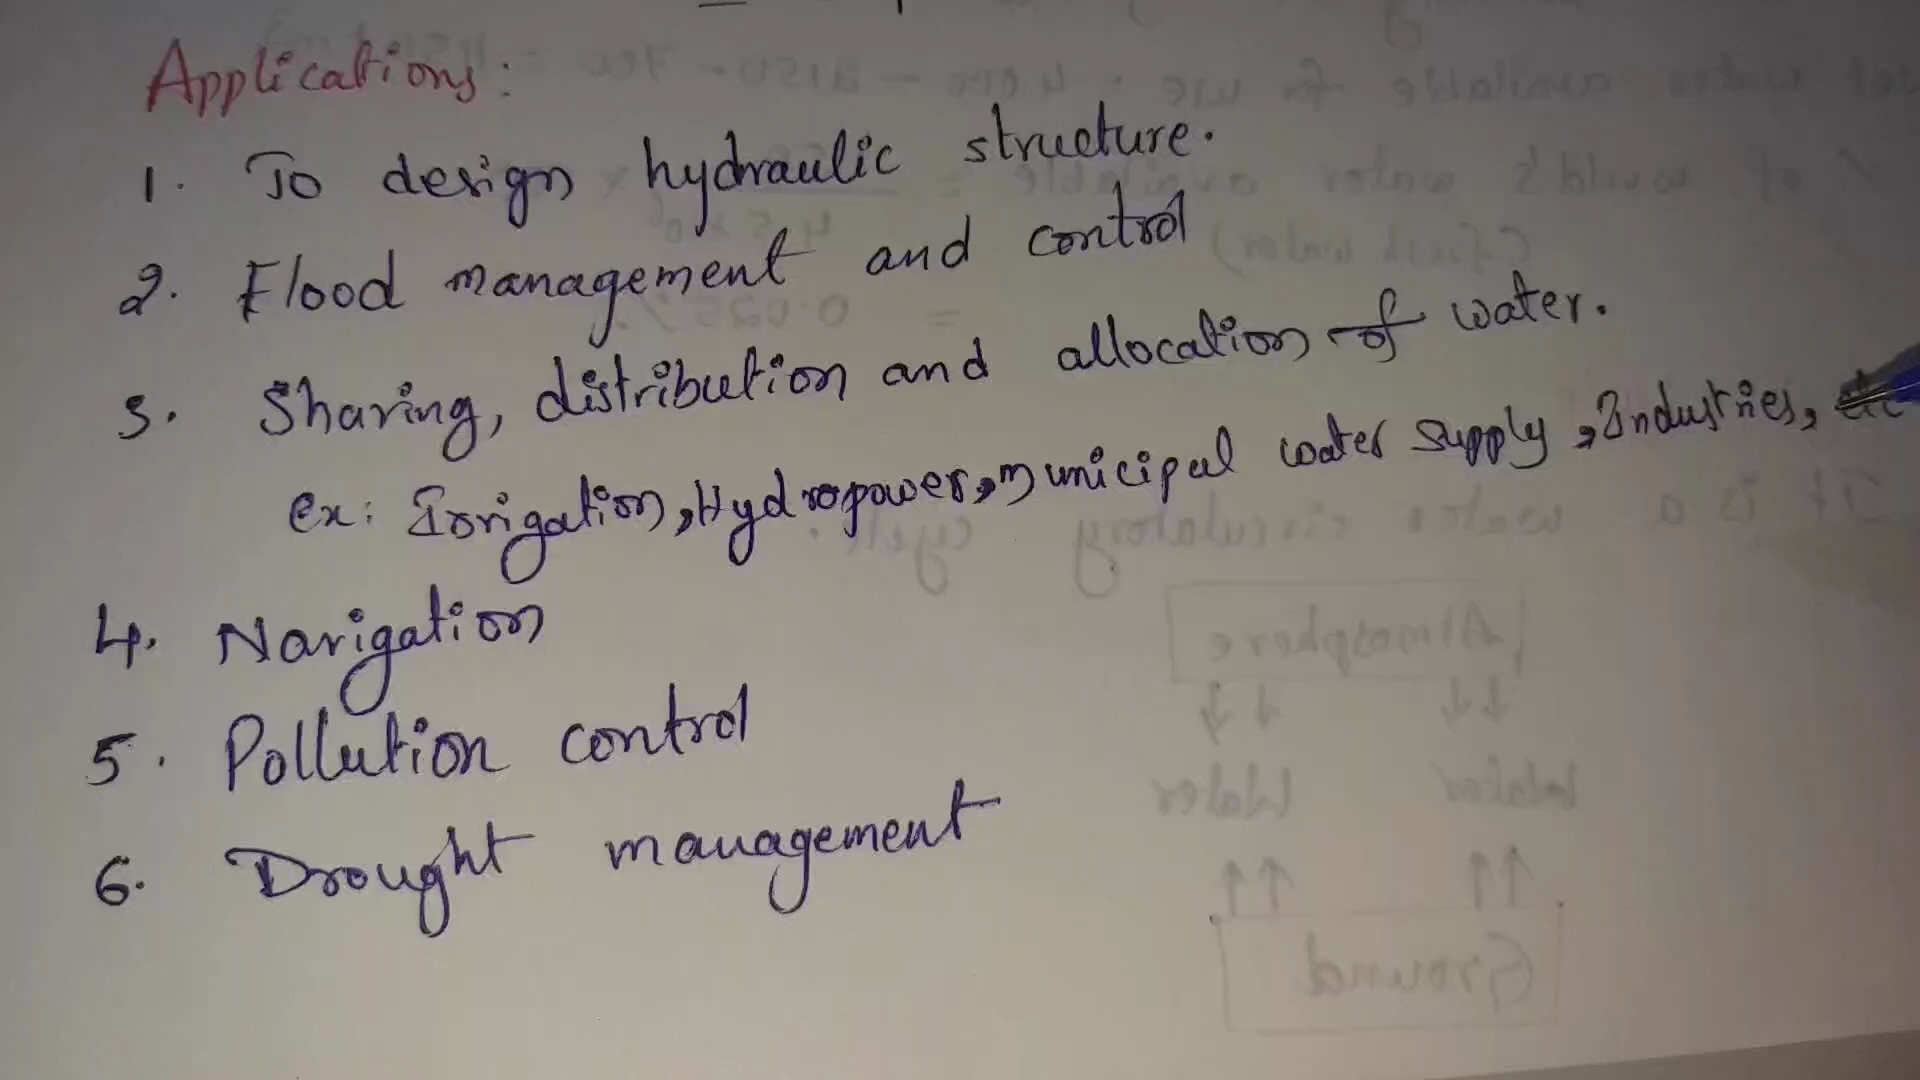 Applications:
1. To design hydraulic structure.
2. Flood management and control
3. Sharing, distribution and allocation of water.
ex: Irrigation, Hydropower, municipal water supply, Industries, etc
4. Navigation
5. Pollution control
6. Drought management